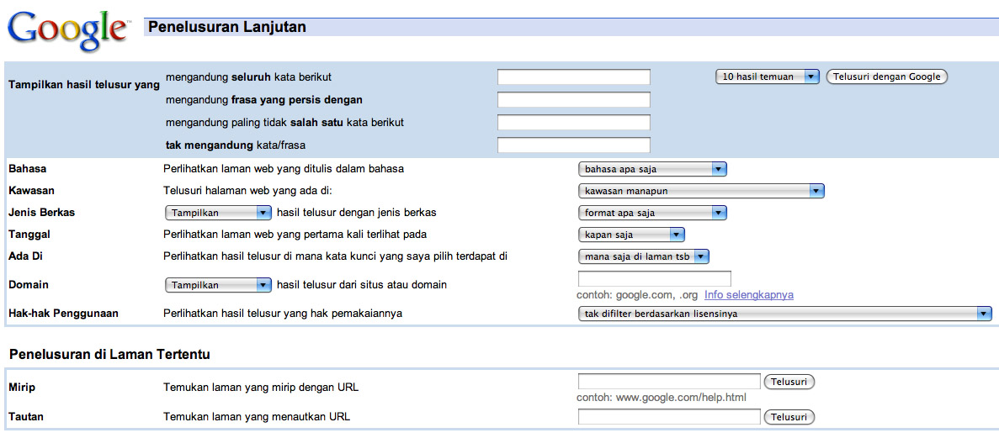 Google™ Penelusuran Lanjutan
Tampilkan hasil telusur yang mengandung seluruh kata berikut 10 hasil temuan Telusuri dengan Google
mengandung frasa yang persis dengan
mengandung paling tidak salah satu kata berikut
tak mengandung kata/frasa
Bahasa Perlihatkan laman web yang ditulis dalam bahasa bahasa apa saja
Kawasan Telusuri halaman web yang ada di: kawasan manapun
Jenis Berkas Tampilkan hasil telusur dengan jenis berkas format apa saja
Tanggal Perlihatkan laman web yang pertama kali terlihat pada kapan saja
Ada Di Perlihatkan hasil telusur di mana kata kunci yang saya pilih terdapat di mana saja di laman tsb
Domain Tampilkan hasil telusur dari situs atau domain
contoh: google.com, .org Info selengkapnya
Hak-hak Penggunaan Perlihatkan hasil telusur yang hak pemakaiannya tak difilter berdasarkan lisensinya
Penelusuran di Laman Tertentu
Mirip Temukan laman yang mirip dengan URL Telusuri
contoh: www.google.com/help.html
Tautan Temukan laman yang menautkan URL Telusuri